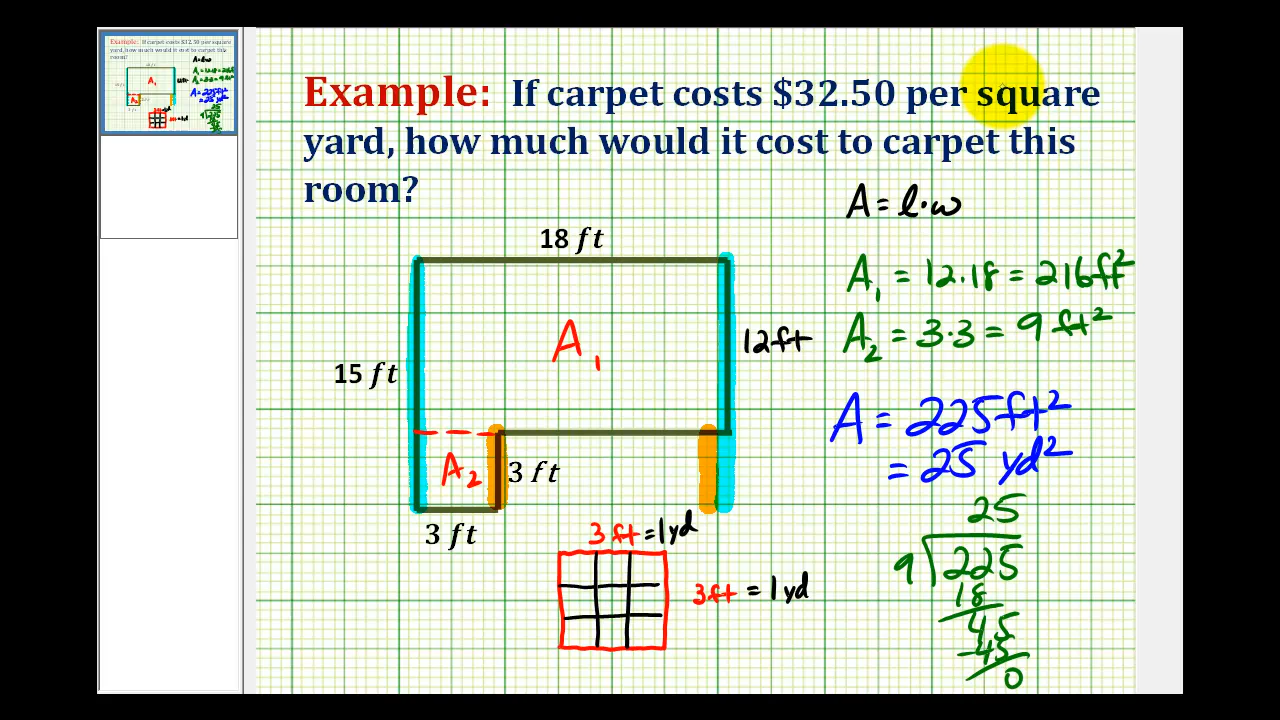 Example: If carpet costs $32.50 per square
yard, how much would it cost to carpet this
room?
A = l·w
18 ft
A₁ = 12·18 = 216ft²
A₂ = 3·3 = 9 ft²
A₁
12ft
15 ft
A = 225ft²
= 25 yd²
A₂
3 ft
3 ft
3 ft = 1yd
3ft = 1yd
25
9 225
18
45
-45
0